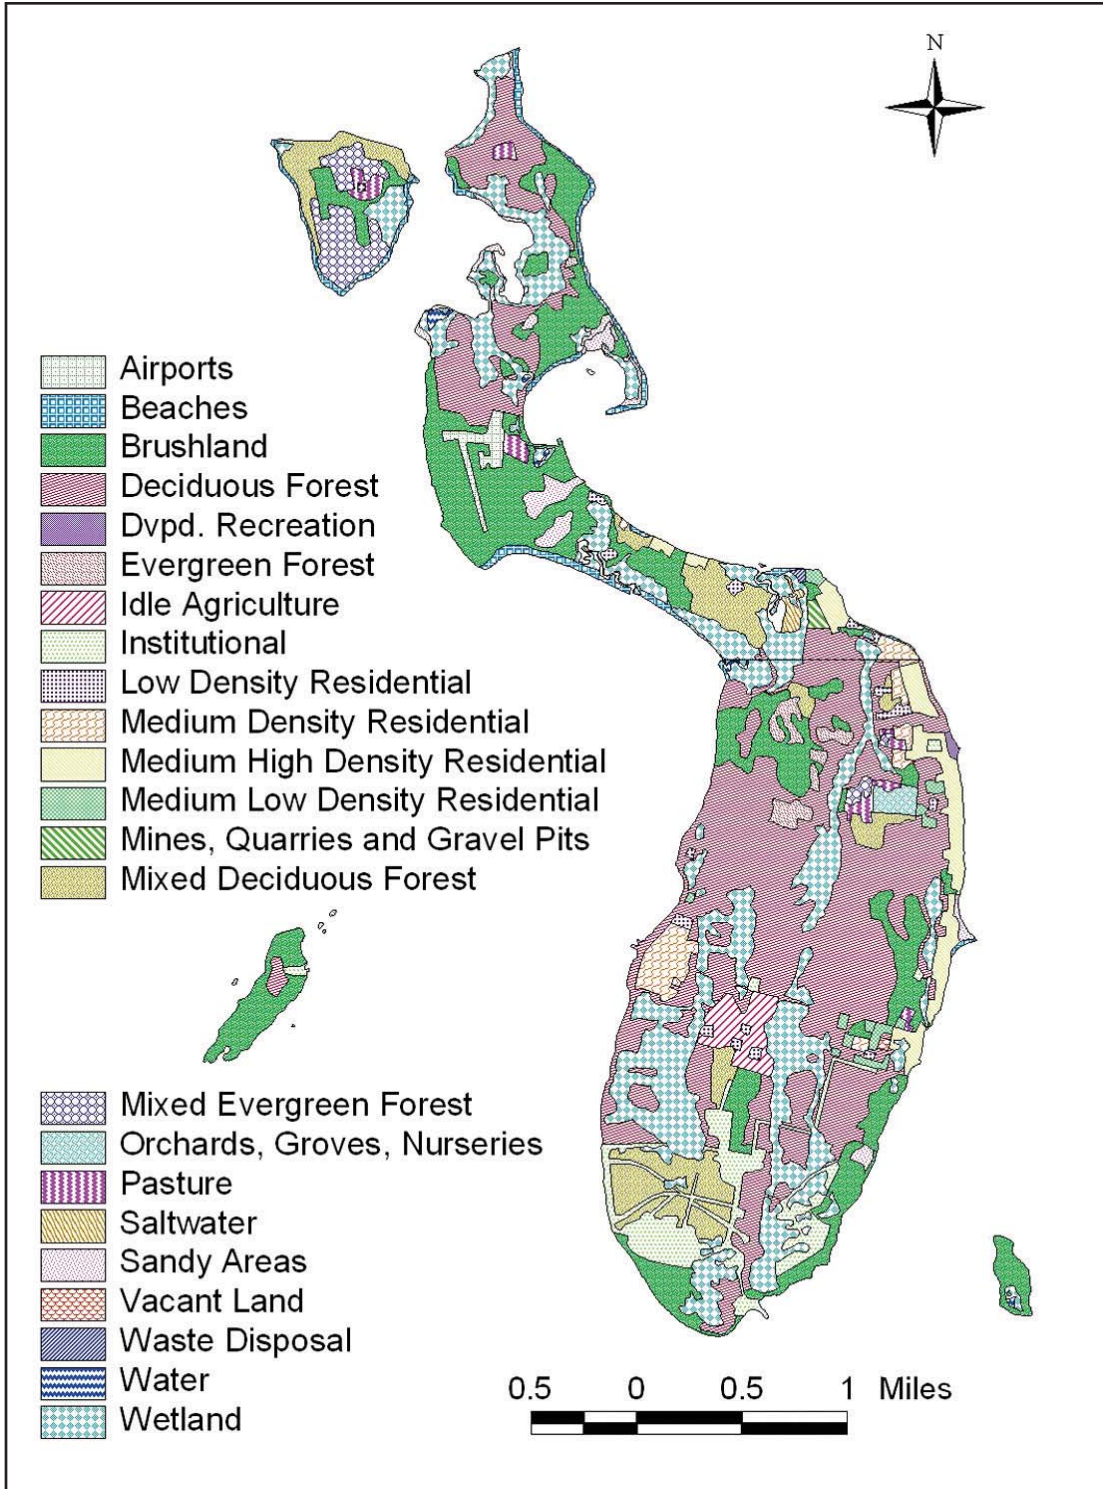 N
Airports
Beaches
Brushland
Deciduous Forest
Dvpd. Recreation
Evergreen Forest
Idle Agriculture
Institutional
Low Density Residential
Medium Density Residential
Medium High Density Residential
Medium Low Density Residential
Mines, Quarries and Gravel Pits
Mixed Deciduous Forest
Mixed Evergreen Forest
Orchards, Groves, Nurseries
Pasture
Saltwater
Sandy Areas
Vacant Land
Waste Disposal
Water
Wetland
0.5 0 0.5 1 Miles